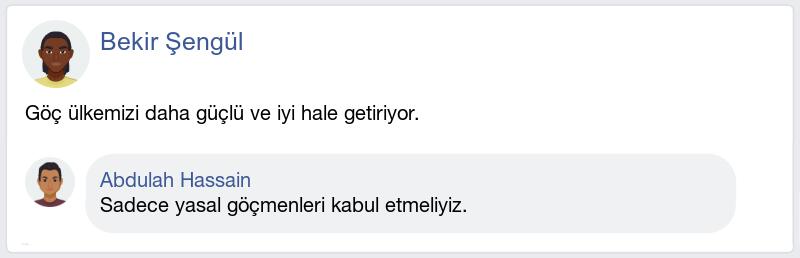 Bekir Şengül
Göç ülkemizi daha güçlü ve iyi hale getiriyor.
Abdulah Hassain
Sadece yasal göçmenleri kabul etmeliyiz.